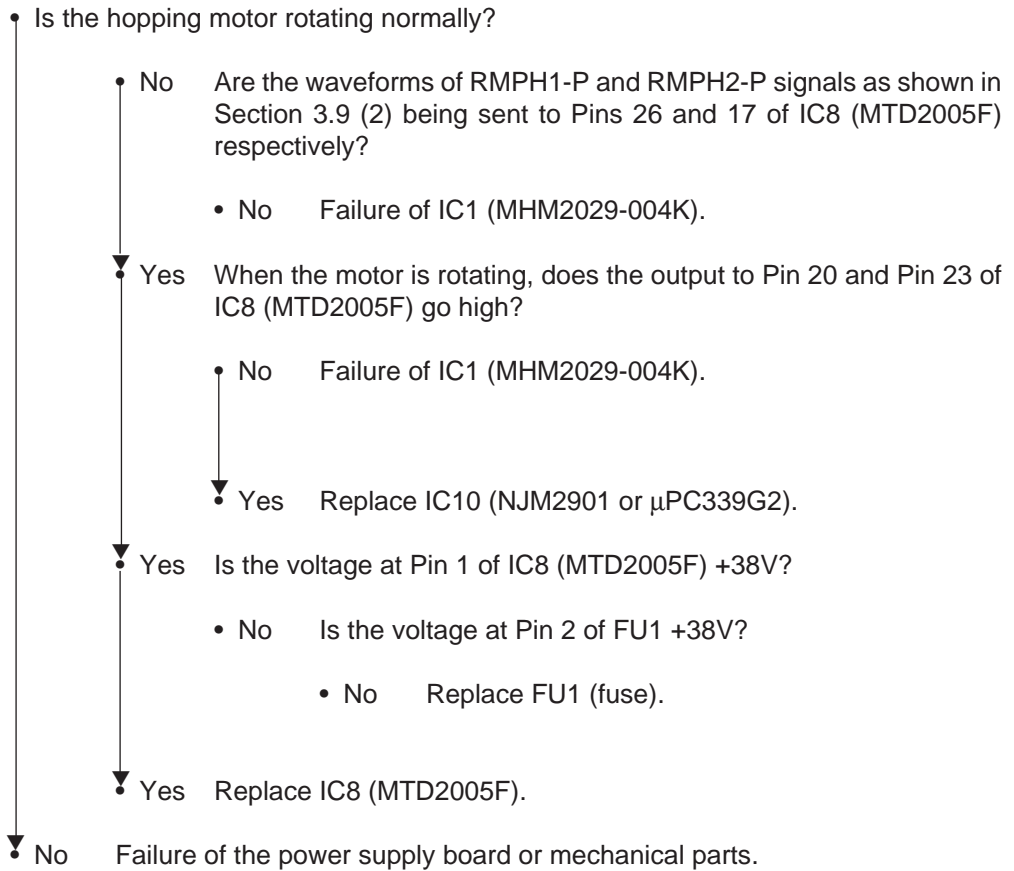 • Is the hopping motor rotating normally?
• No Are the waveforms of RMPH1-P and RMPH2-P signals as shown in
Section 3.9 (2) being sent to Pins 26 and 17 of IC8 (MTD2005F)
respectively?
• No Failure of IC1 (MHM2029-004K).
• Yes When the motor is rotating, does the output to Pin 20 and Pin 23 of
IC8 (MTD2005F) go high?
• No Failure of IC1 (MHM2029-004K).
• Yes Replace IC10 (NJM2901 or μPC339G2).
• Yes Is the voltage at Pin 1 of IC8 (MTD2005F) +38V?
• No Is the voltage at Pin 2 of FU1 +38V?
• No Replace FU1 (fuse).
• Yes Replace IC8 (MTD2005F).
• No Failure of the power supply board or mechanical parts.